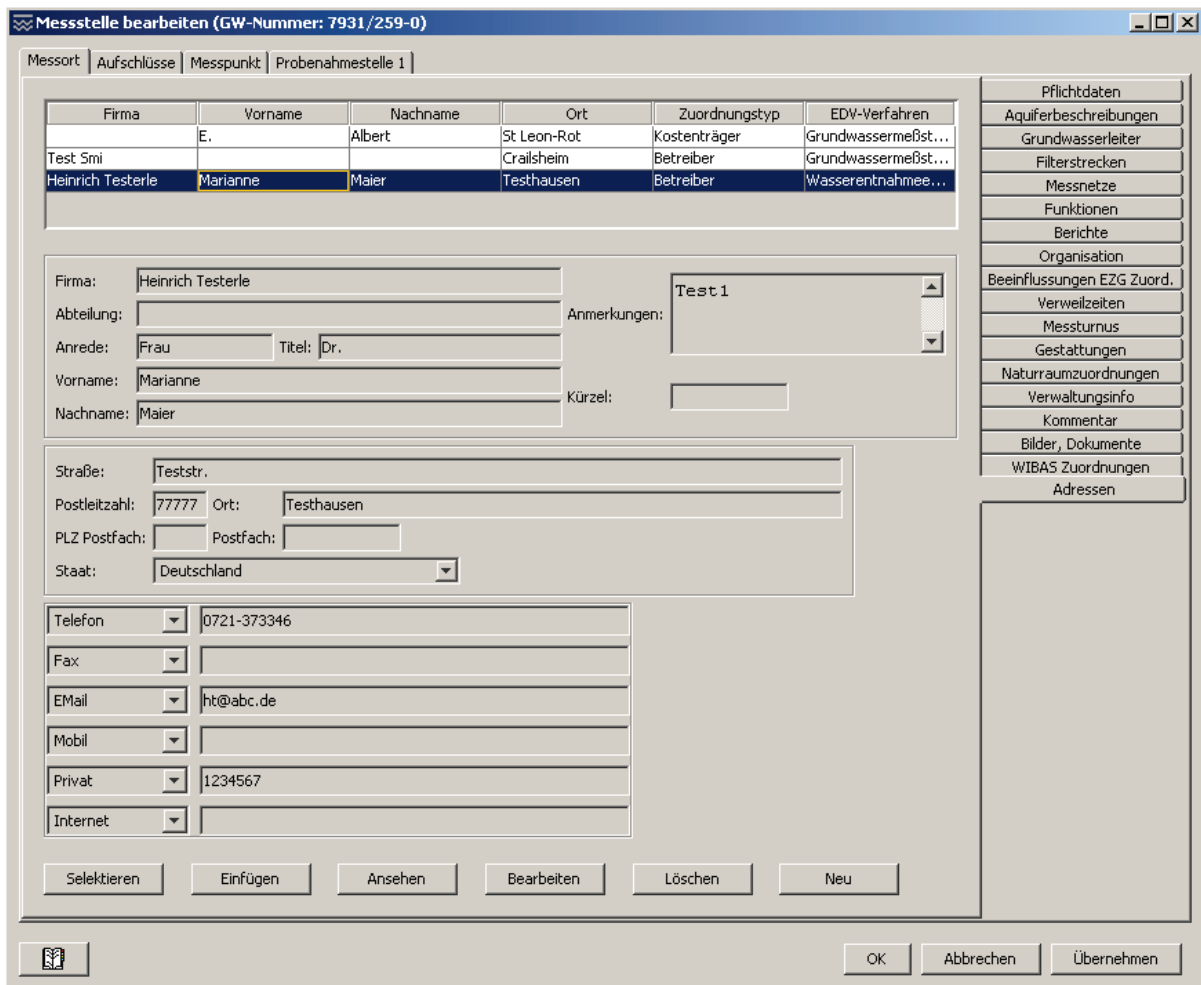 Messstelle bearbeiten (GW-Nummer: 7931/259-0)
Messort Aufschlüsse Messpunkt Probenahmestelle 1
Firma Vorname Nachname Ort Zuordnungstyp EDV-Verfahren
E. Albert St Leon-Rot Kostenträger Grundwassermeßst...
Test Smi Crailsheim Betreiber Grundwassermeßst...
Heinrich Testerle Marianne Maier Testhausen Betreiber Wasserentnahmee...
Firma: Heinrich Testerle
Abteilung:
Anrede: Frau Titel: Dr.
Vorname: Marianne
Nachname: Maier
Anmerkungen: Test1
Kürzel:
Straße: Teststr.
Postleitzahl: 77777 Ort: Testhausen
PLZ Postfach: Postfach:
Staat: Deutschland
Telefon 0721-373346
Fax
EMail ht@abc.de
Mobil
Privat 1234567
Internet
Selektieren Einfügen Ansehen Bearbeiten Löschen Neu
Pflichtdaten
Aquiferbeschreibungen
Grundwasserleiter
Filterstrecken
Messnetze
Funktionen
Berichte
Organisation
Beeinflussungen EZG Zuord.
Verweilzeiten
Messturnus
Gestattungen
Naturraumzuordnungen
Verwaltungsinfo
Kommentar
Bilder, Dokumente
WIBAS Zuordnungen
Adressen
OK Abbrechen Übernehmen